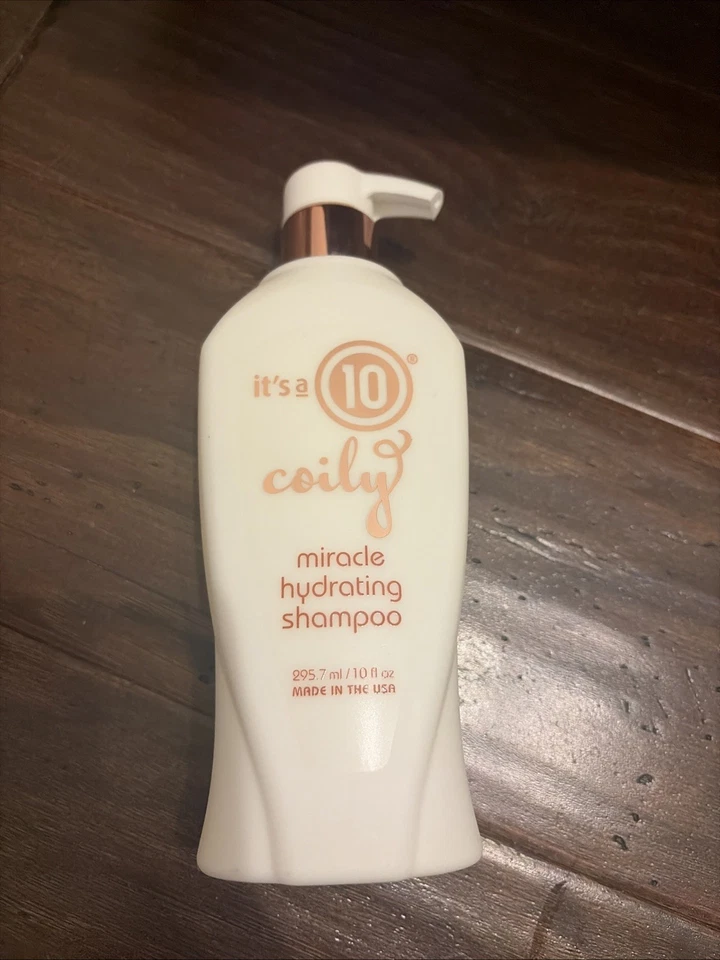 it's a 10®
coily
miracle
hydrating
shampoo
295.7 ml / 10 fl oz
MADE IN THE USA